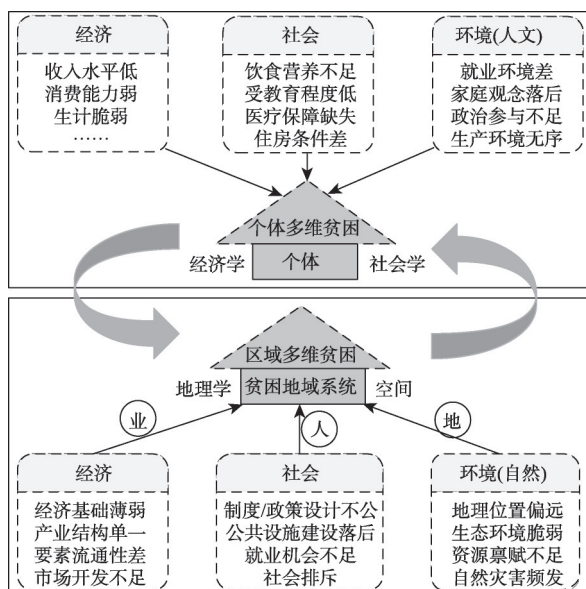 经济
收入水平低
消费能力弱
生计脆弱
……
社会
饮食营养不足
受教育程度低
医疗保障缺失
住房条件差
环境(人文)
就业环境差
家庭观念落后
政治参与不足
生产环境无序
个体多维贫困
经济学
个体
社会学
区域多维贫困
地理学
贫困地域系统
空间
业
人
地
经济
经济基础薄弱
产业结构单一
要素流通性差
市场开发不足
社会
制度/政策设计不公
公共设施建设落后
就业机会不足
社会排斥
环境(自然)
地理位置偏远
生态环境脆弱
资源禀赋不足
自然灾害频发